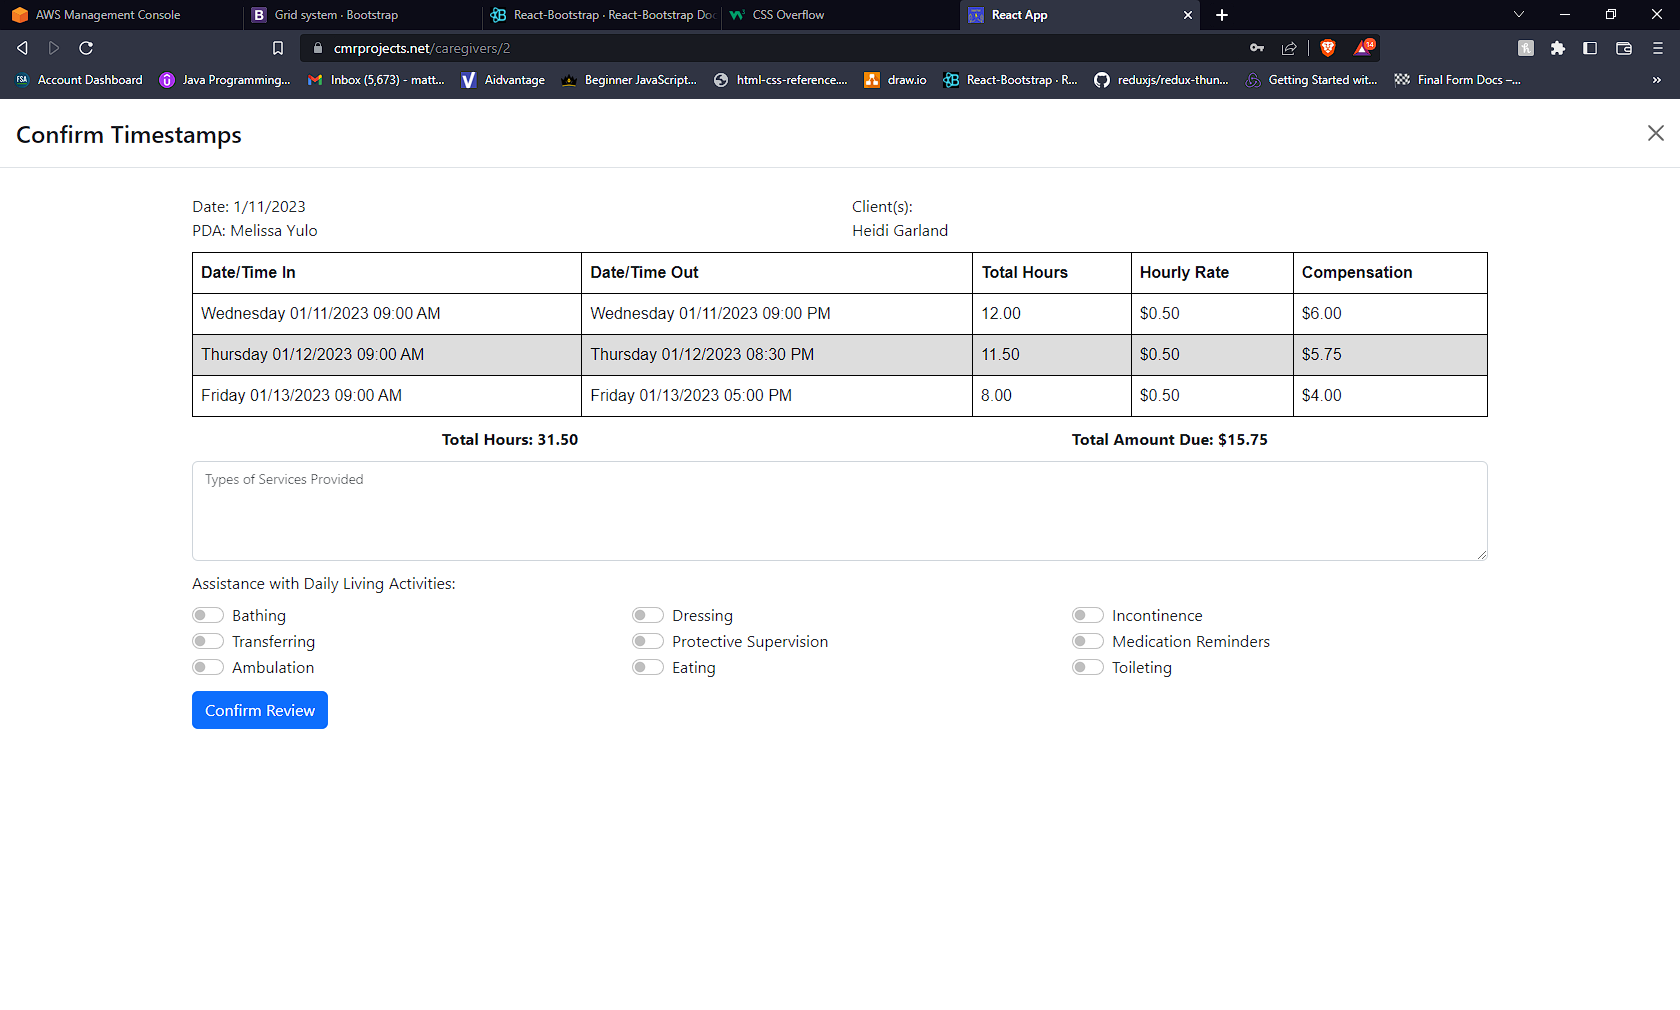 AWS Management Console
B Grid system · Bootstrap
React-Bootstrap · React-Bootstrap Doc
CSS Overflow
React App
cmrprojects.net/caregivers/2
14
FSA Account Dashboard
Java Programming...
Inbox (5,673) – matt...
Aidvantage
Beginner JavaScript...
html-css-reference....
draw.io
React-Bootstrap · R...
reduxjs/redux-thun...
Getting Started wit...
Final Form Docs –...
»
Confirm Timestamps
Date: 1/11/2023
PDA: Melissa Yulo
Client(s):
Heidi Garland
Date/Time In Date/Time Out Total Hours Hourly Rate Compensation
Wednesday 01/11/2023 09:00 AM Wednesday 01/11/2023 09:00 PM 12.00 $0.50 $6.00
Thursday 01/12/2023 09:00 AM Thursday 01/12/2023 08:30 PM 11.50 $0.50 $5.75
Friday 01/13/2023 09:00 AM Friday 01/13/2023 05:00 PM 8.00 $0.50 $4.00
Total Hours: 31.50 Total Amount Due: $15.75
Types of Services Provided
Assistance with Daily Living Activities:
Bathing Dressing Incontinence
Transferring Protective Supervision Medication Reminders
Ambulation Eating Toileting
Confirm Review